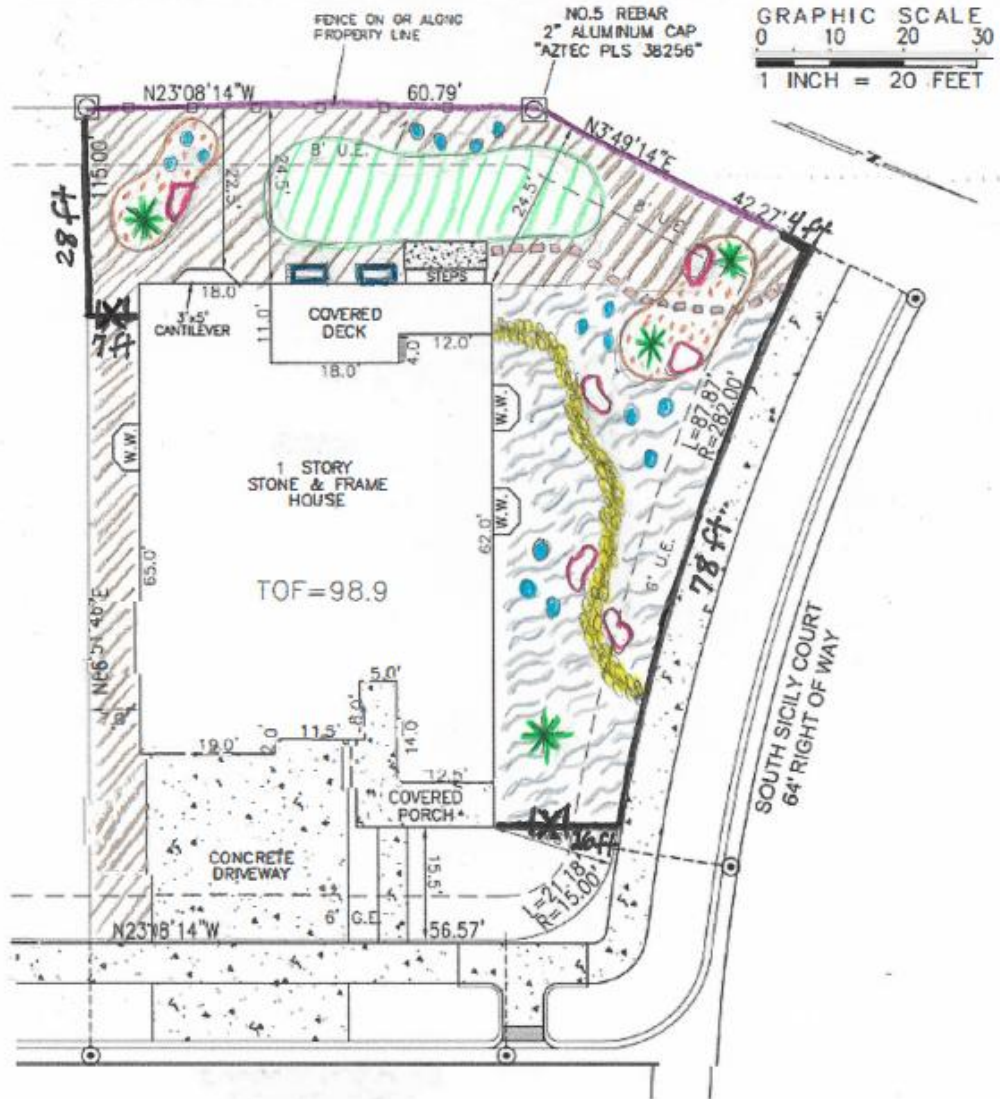 FENCE ON OR ALONG
PROPERTY LINE
NO.5 REBAR
2" ALUMINUM CAP
"AZTEC PLS 38256"
GRAPHIC SCALE
0 10 20 30
1 INCH = 20 FEET
N23°08'14"W
60.79'
N3°49'14"E
42.27'
4 ft
115.00'
28 ft
8' U.E.
22.5'
24.5'
24.5'
8' U.E.
STEPS
18.0
3'x5'
CANTILEVER
7 ft
COVERED
DECK
11.0'
18.0'
4.0'
12.0'
W.W.
W.W.
W.W.
1 STORY
STONE & FRAME
HOUSE
TOF=98.9
65.0'
62.0'
L=87.87'
R=282.00'
78 ft
6' U.E.
SOUTH SICILY COURT
64' RIGHT OF WAY
5.0'
8.0'
14.0'
19.0'
2.0
11.5'
COVERED
PORCH
CONCRETE
DRIVEWAY
15.5'
L=21.18'
R=15.00'
6'
N23°08'14"W
56.57'